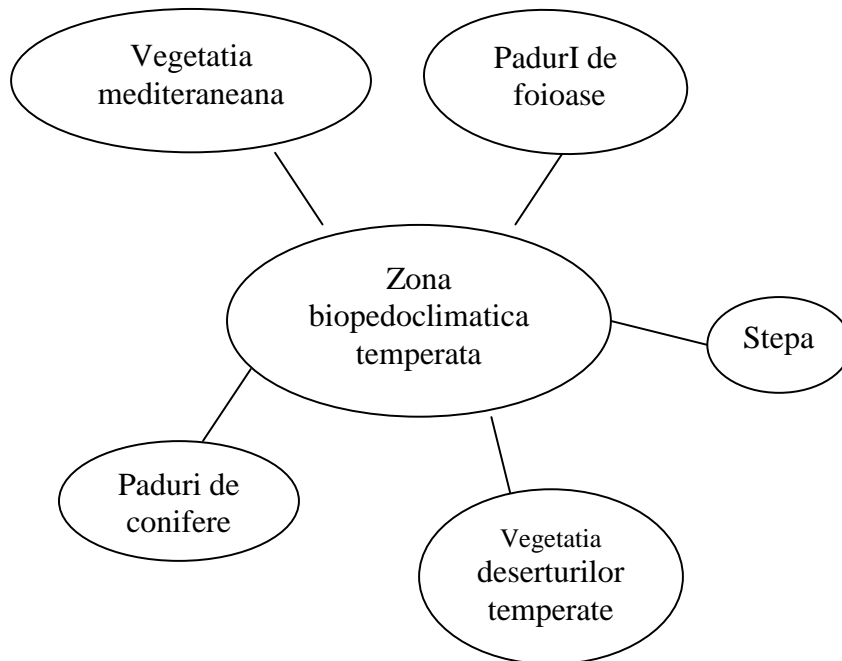 Vegetatia
mediteraneana
PadurI de
foioase
Zona
biopedoclimatica
temperata
Stepa
Paduri de
conifere
Vegetatia
deserturilor
temperate